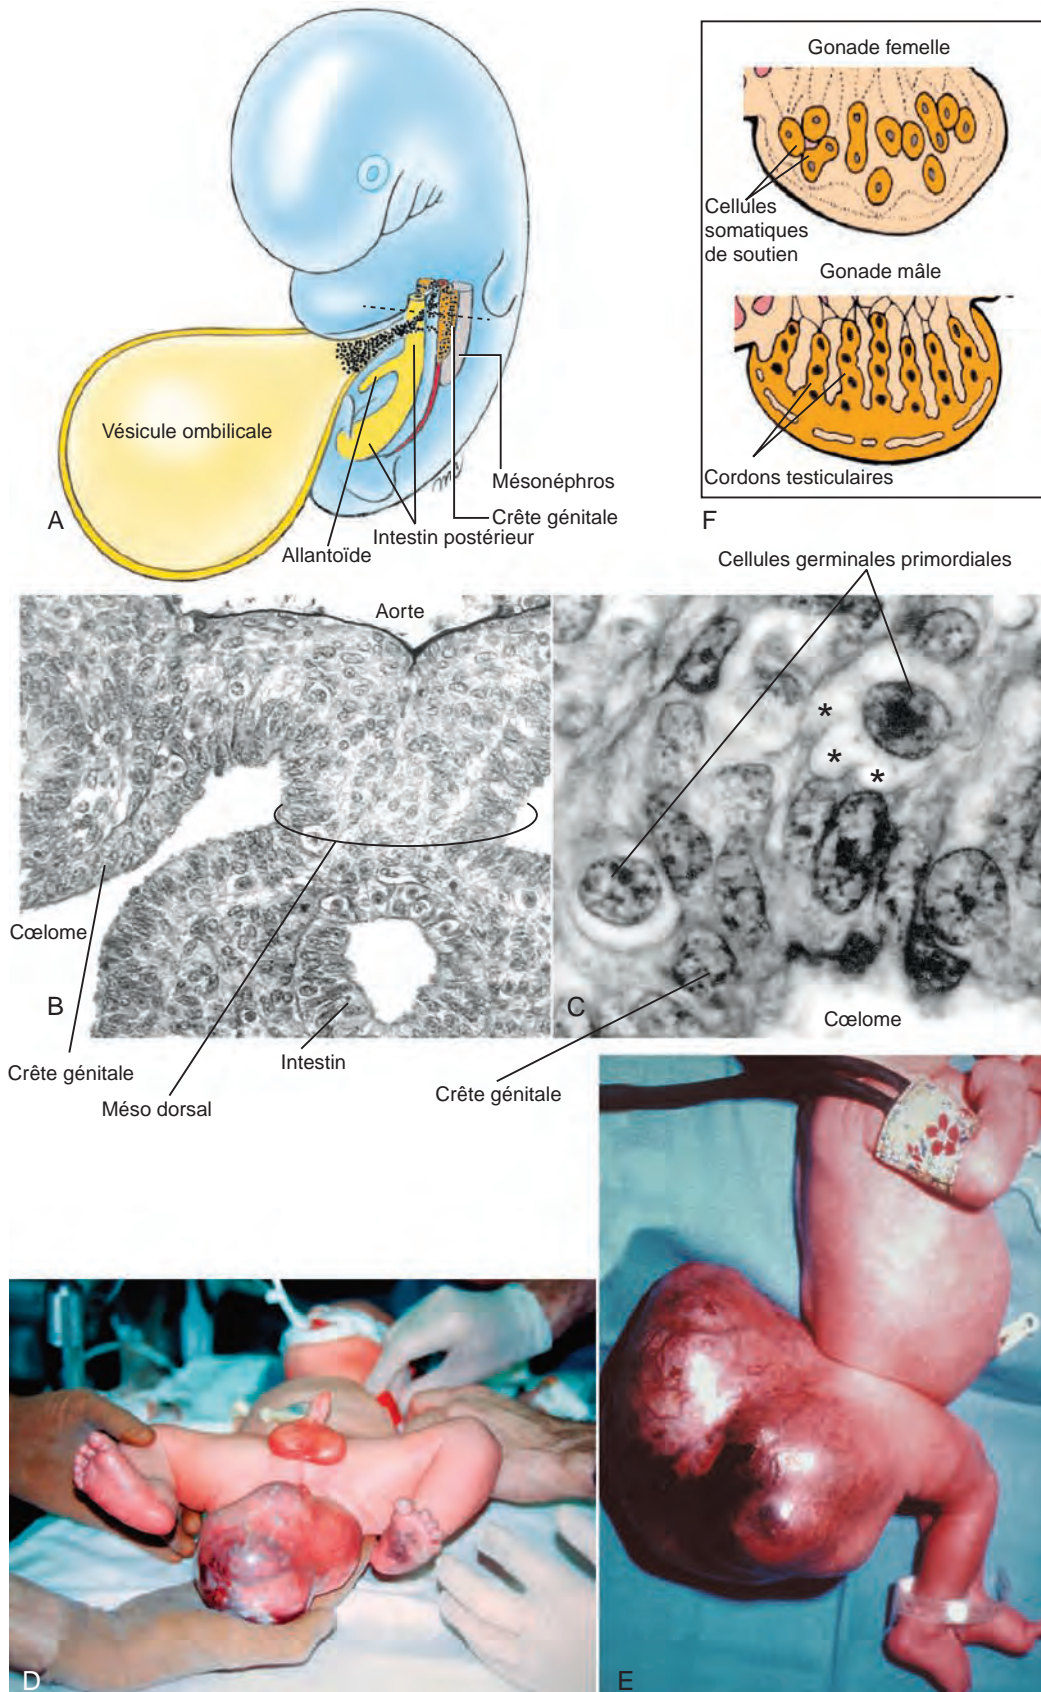 Vésicule ombilicale
Mésonéphros
Crête génitale
Intestin postérieur
Allantoïde
A
Gonade femelle
Cellules
somatiques
de soutien
Gonade mâle
Cordons testiculaires
F
Cellules germinales primordiales
Aorte
Cœlome
B
Crête génitale
Intestin
Méso dorsal
*
*
*
C
Cœlome
Crête génitale
D
E